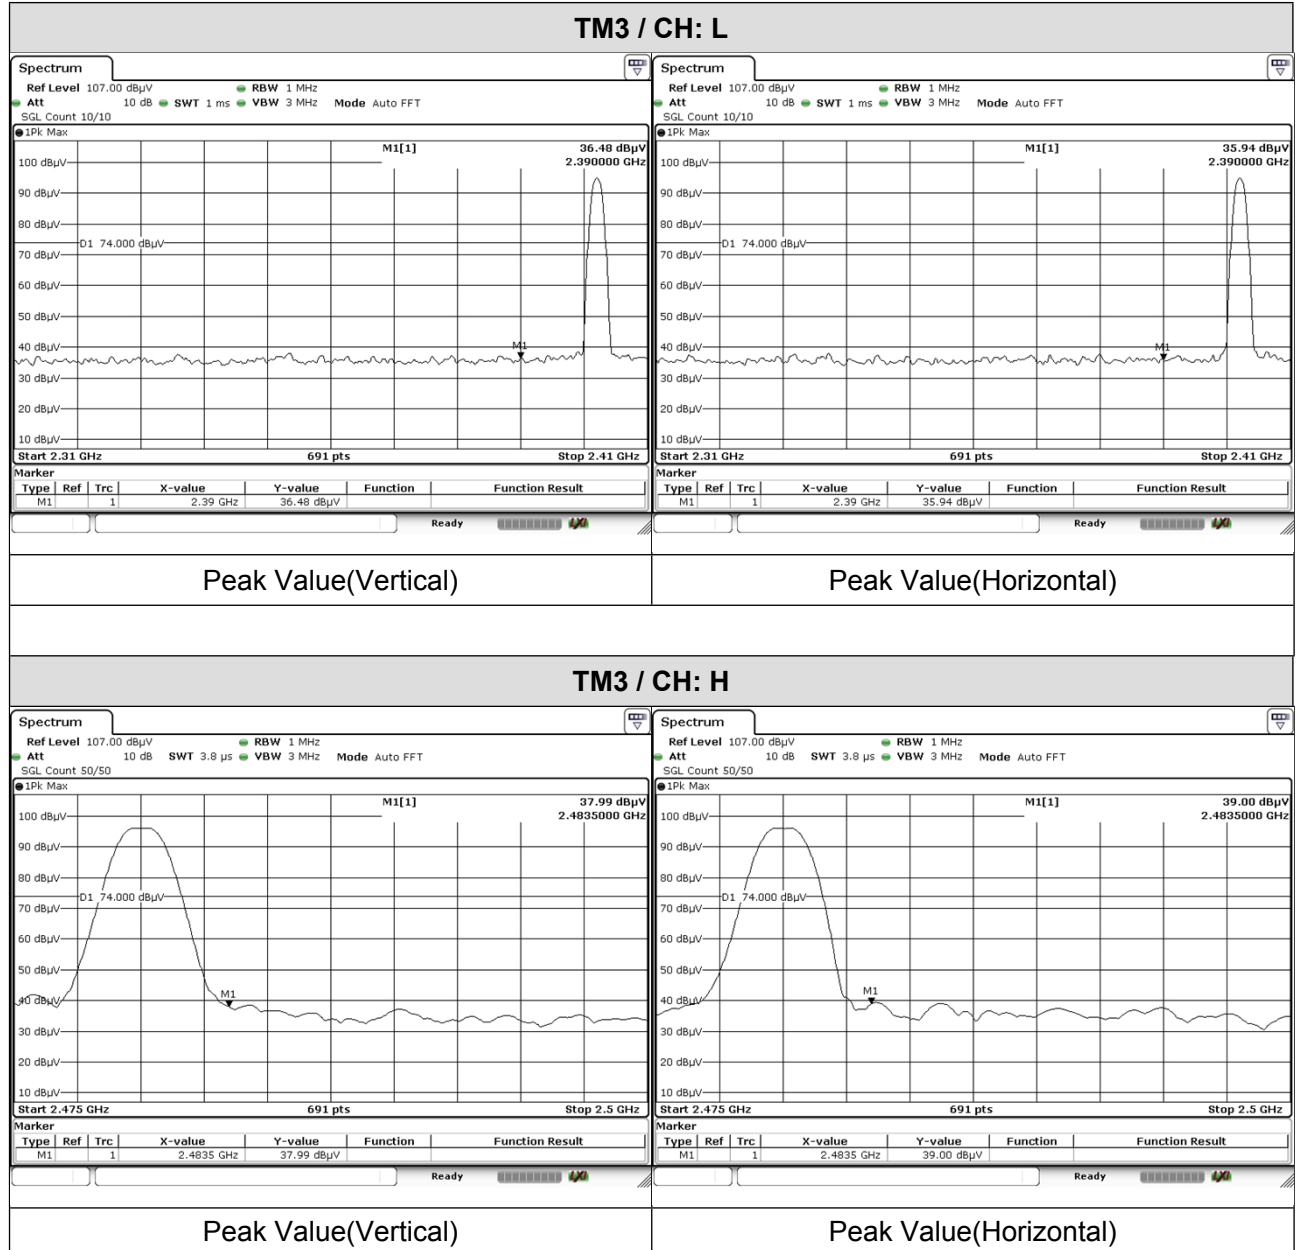 TM3 / CH: L
Spectrum
Ref Level 107.00 dBµV RBW 1 MHz
Att 10 dB SWT 1 ms VBW 3 MHz Mode Auto FFT
SGL Count 10/10
1Pk Max
M1[1] 36.48 dBµV
2.390000 GHz
100 dBµV
90 dBµV
80 dBµV
D1 74.000 dBµV
70 dBµV
60 dBµV
50 dBµV
40 dBµV
M1
30 dBµV
20 dBµV
10 dBµV
Start 2.31 GHz 691 pts Stop 2.41 GHz
Marker
Type Ref Trc X-value Y-value Function Function Result
M1 1 2.39 GHz 36.48 dBµV
Ready LXI
Peak Value(Vertical)
Spectrum
Ref Level 107.00 dBµV RBW 1 MHz
Att 10 dB SWT 1 ms VBW 3 MHz Mode Auto FFT
SGL Count 10/10
1Pk Max
M1[1] 35.94 dBµV
2.390000 GHz
100 dBµV
90 dBµV
80 dBµV
D1 74.000 dBµV
70 dBµV
60 dBµV
50 dBµV
40 dBµV
M1
30 dBµV
20 dBµV
10 dBµV
Start 2.31 GHz 691 pts Stop 2.41 GHz
Marker
Type Ref Trc X-value Y-value Function Function Result
M1 1 2.39 GHz 35.94 dBµV
Ready LXI
Peak Value(Horizontal)
TM3 / CH: H
Spectrum
Ref Level 107.00 dBµV RBW 1 MHz
Att 10 dB SWT 3.8 µs VBW 3 MHz Mode Auto FFT
SGL Count 50/50
1Pk Max
M1[1] 37.99 dBµV
2.4835000 GHz
100 dBµV
90 dBµV
80 dBµV
D1 74.000 dBµV
70 dBµV
60 dBµV
50 dBµV
M1
40 dBµV
30 dBµV
20 dBµV
10 dBµV
Start 2.475 GHz 691 pts Stop 2.5 GHz
Marker
Type Ref Trc X-value Y-value Function Function Result
M1 1 2.4835 GHz 37.99 dBµV
Ready LXI
Peak Value(Vertical)
Spectrum
Ref Level 107.00 dBµV RBW 1 MHz
Att 10 dB SWT 3.8 µs VBW 3 MHz Mode Auto FFT
SGL Count 50/50
1Pk Max
M1[1] 39.00 dBµV
2.4835000 GHz
100 dBµV
90 dBµV
80 dBµV
D1 74.000 dBµV
70 dBµV
60 dBµV
50 dBµV
M1
40 dBµV
30 dBµV
20 dBµV
10 dBµV
Start 2.475 GHz 691 pts Stop 2.5 GHz
Marker
Type Ref Trc X-value Y-value Function Function Result
M1 1 2.4835 GHz 39.00 dBµV
Ready LXI
Peak Value(Horizontal)